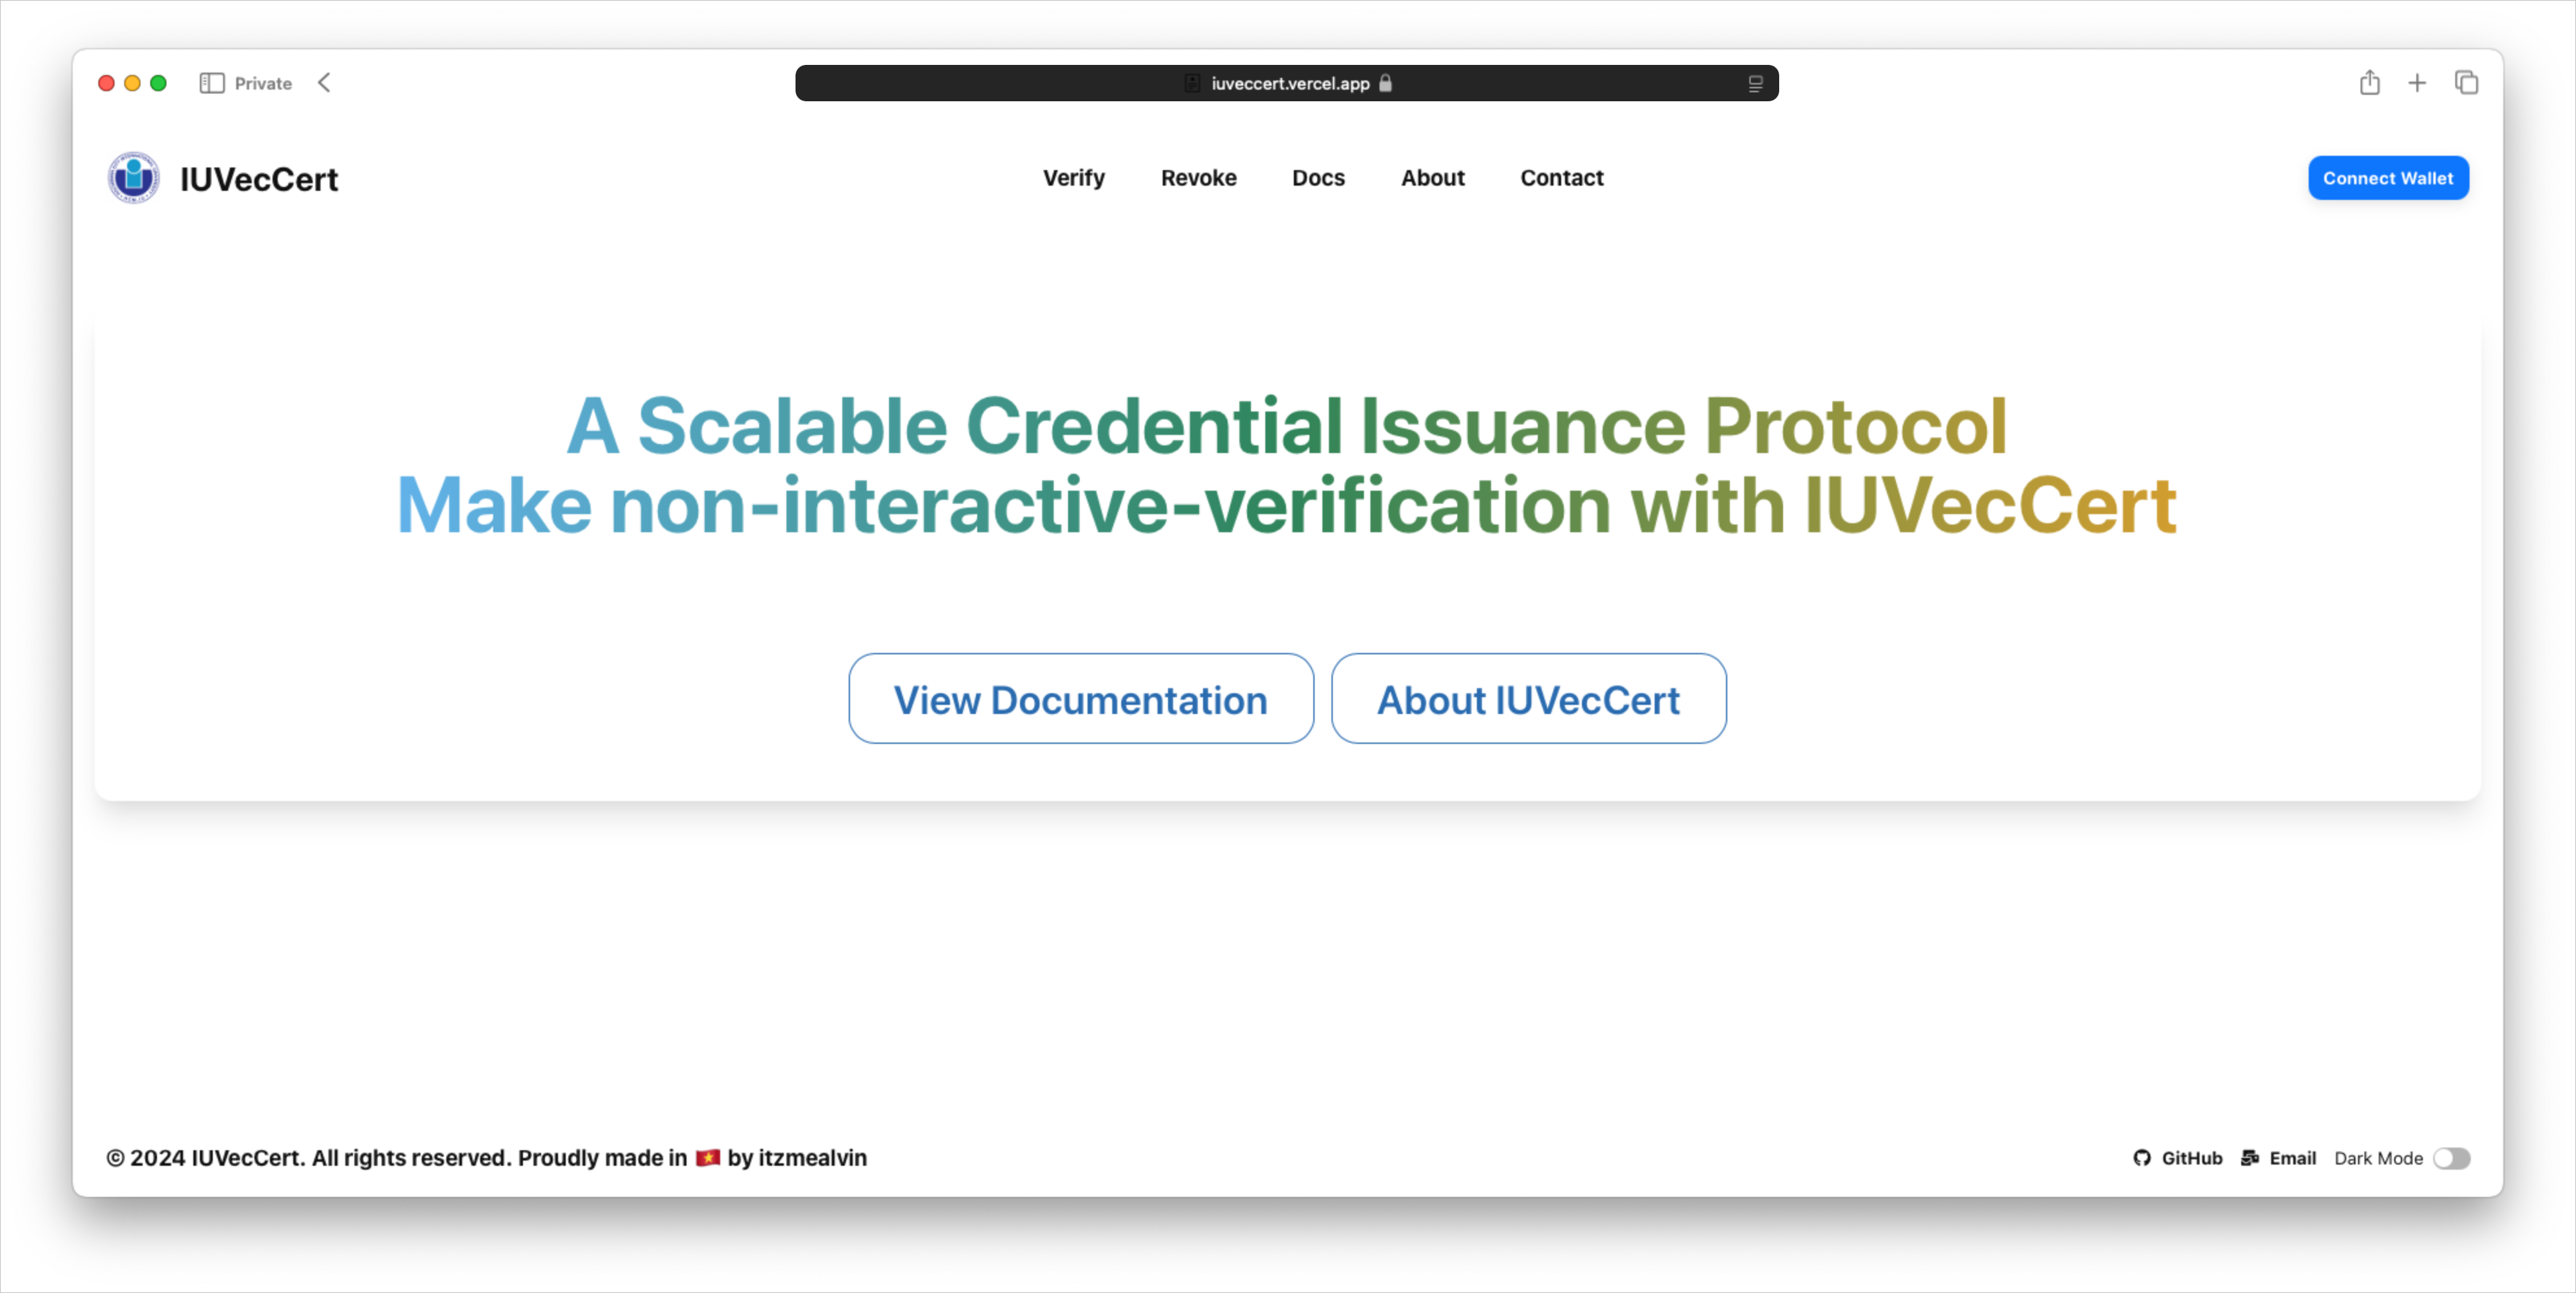 Private
iuveccert.vercel.app
IUVecCert
Verify Revoke Docs About Contact
Connect Wallet
A Scalable Credential Issuance Protocol
Make non-interactive-verification with IUVecCert
View Documentation
About IUVecCert
© 2024 IUVecCert. All rights reserved. Proudly made in 🇻🇳 by itzmealvin
GitHub Email Dark Mode